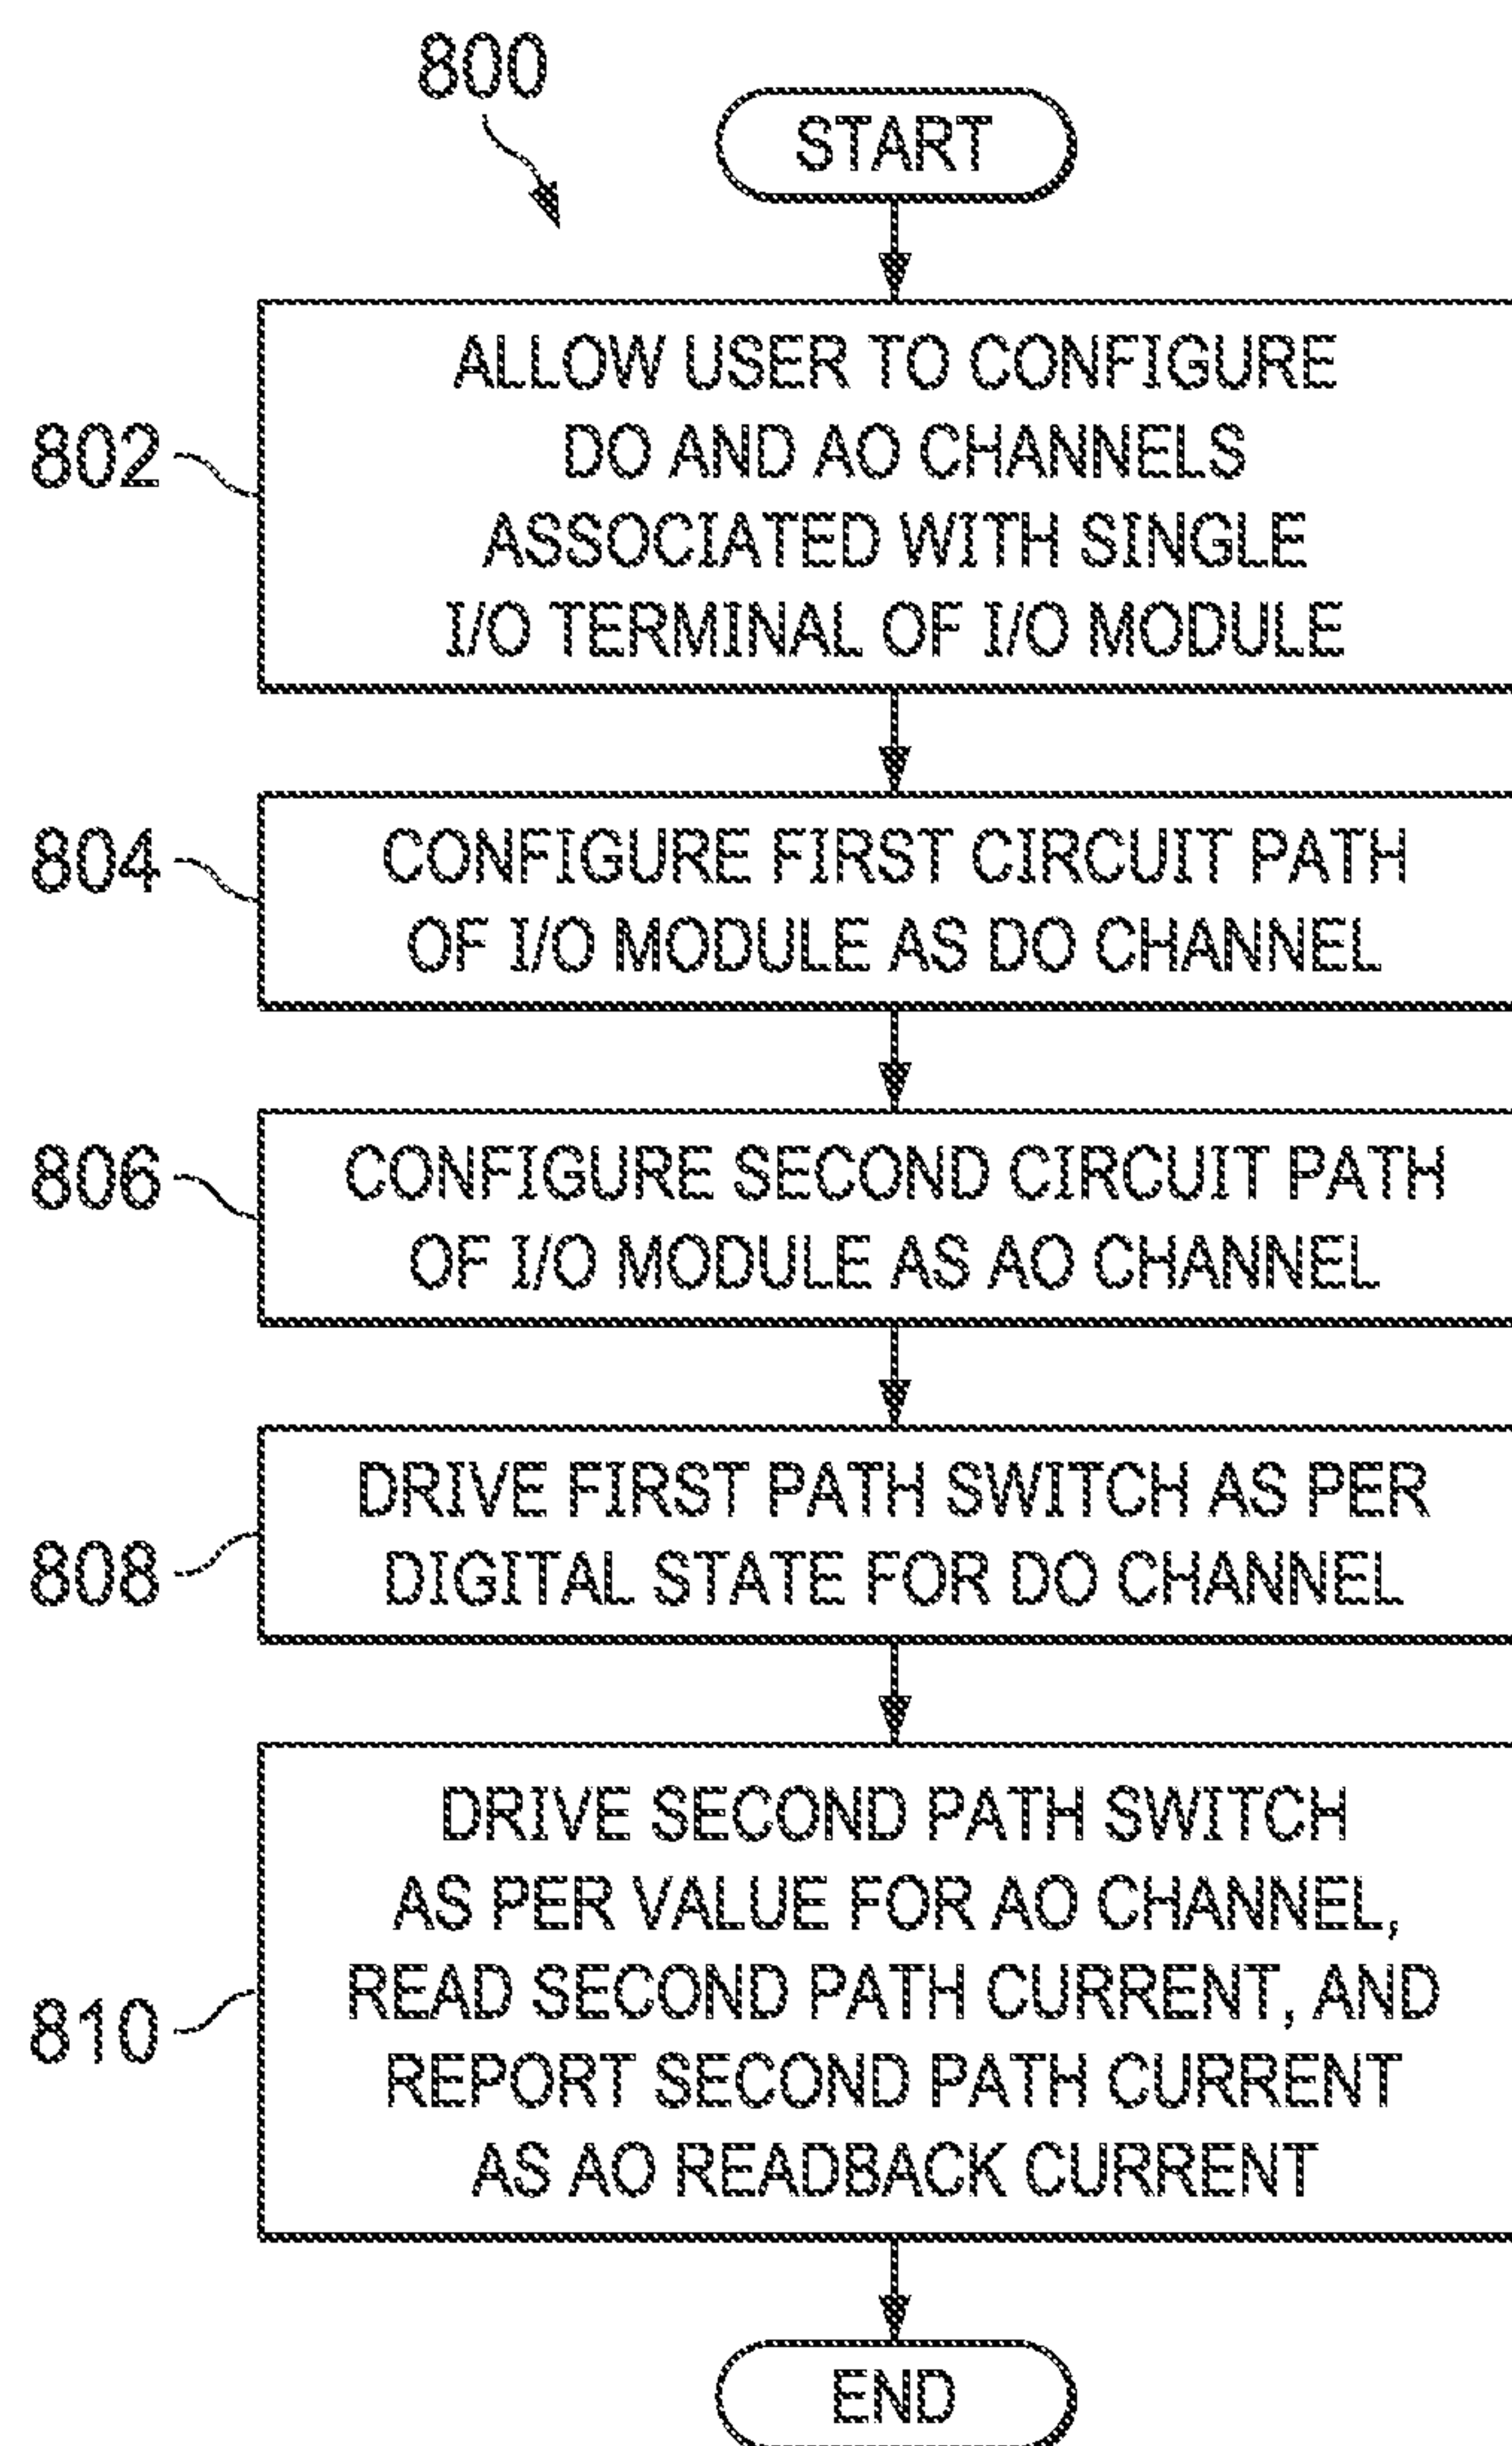 800
START
802
ALLOW USER TO CONFIGURE
DO AND AO CHANNELS
ASSOCIATED WITH SINGLE
I/O TERMINAL OF I/O MODULE
804
CONFIGURE FIRST CIRCUIT PATH
OF I/O MODULE AS DO CHANNEL
806
CONFIGURE SECOND CIRCUIT PATH
OF I/O MODULE AS AO CHANNEL
808
DRIVE FIRST PATH SWITCH AS PER
DIGITAL STATE FOR DO CHANNEL
810
DRIVE SECOND PATH SWITCH
AS PER VALUE FOR AO CHANNEL,
READ SECOND PATH CURRENT, AND
REPORT SECOND PATH CURRENT
AS AO READBACK CURRENT
END